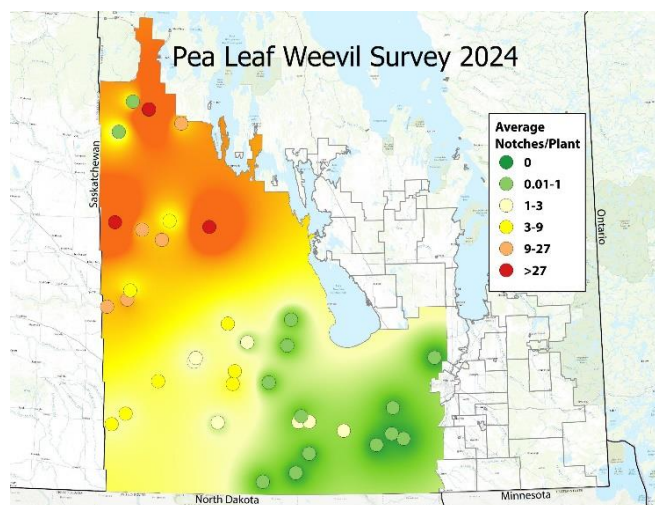 Pea Leaf Weevil Survey 2024
Average
Notches/Plant
0
0.01-1
1-3
3-9
9-27
>27
Saskatchewan
Ontario
North Dakota
Minnesota